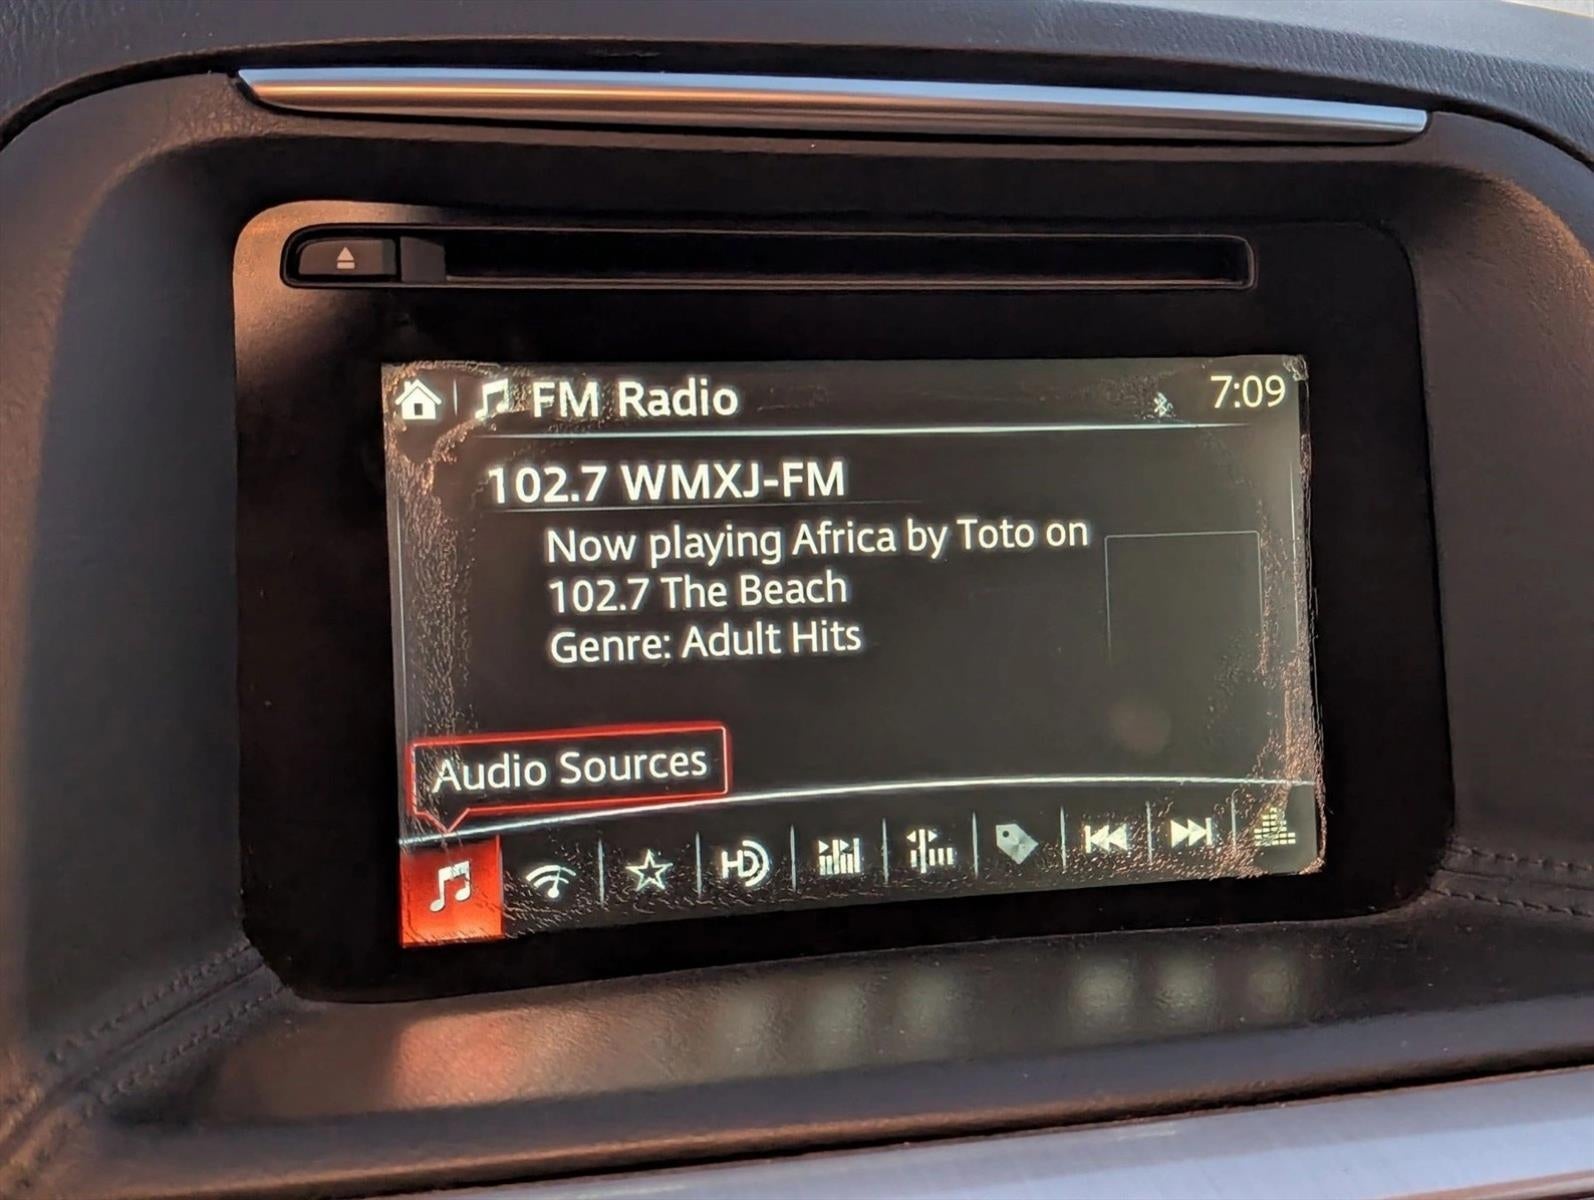 FM Radio
7:09
102.7 WMXJ-FM
Now playing Africa by Toto on
102.7 The Beach
Genre: Adult Hits
Audio Sources
HD